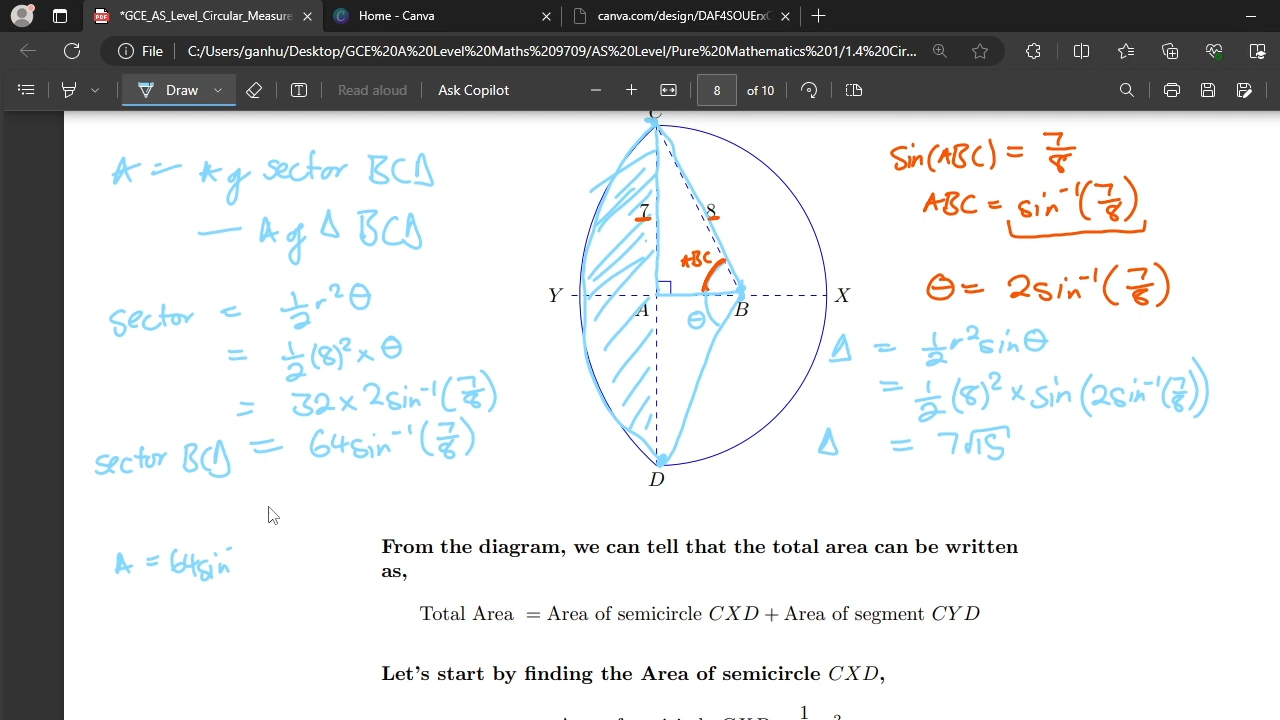 *GCE_AS_Level_Circular_Measure
Home - Canva
canva.com/design/DAF4SOUErxC
File
C:/Users/ganhu/Desktop/GCE%20A%20Level%20Maths%209709/AS%20Level/Pure%20Mathematics%201/1.4%20Cir...
Draw
Read aloud
Ask Copilot
8
of 10
A = A of sector BCD
— A of Δ BCD
sector = 1/2 r²θ
= 1/2 (8)² × θ
= 32 × 2sin⁻¹(7/8)
sector BCD = 64sin⁻¹(7/8)
A = 64sin⁻
C
7
8
ABC
Y
A
B
X
θ
D
Sin(ABC) = 7/8
ABC = sin⁻¹(7/8)
θ = 2sin⁻¹(7/8)
Δ = 1/2 r² sinθ
= 1/2 (8)² × sin(2sin⁻¹(7/8))
Δ = 7√15
From the diagram, we can tell that the total area can be written
as,
Total Area = Area of semicircle CXD + Area of segment CYD
Let's start by finding the Area of semicircle CXD,